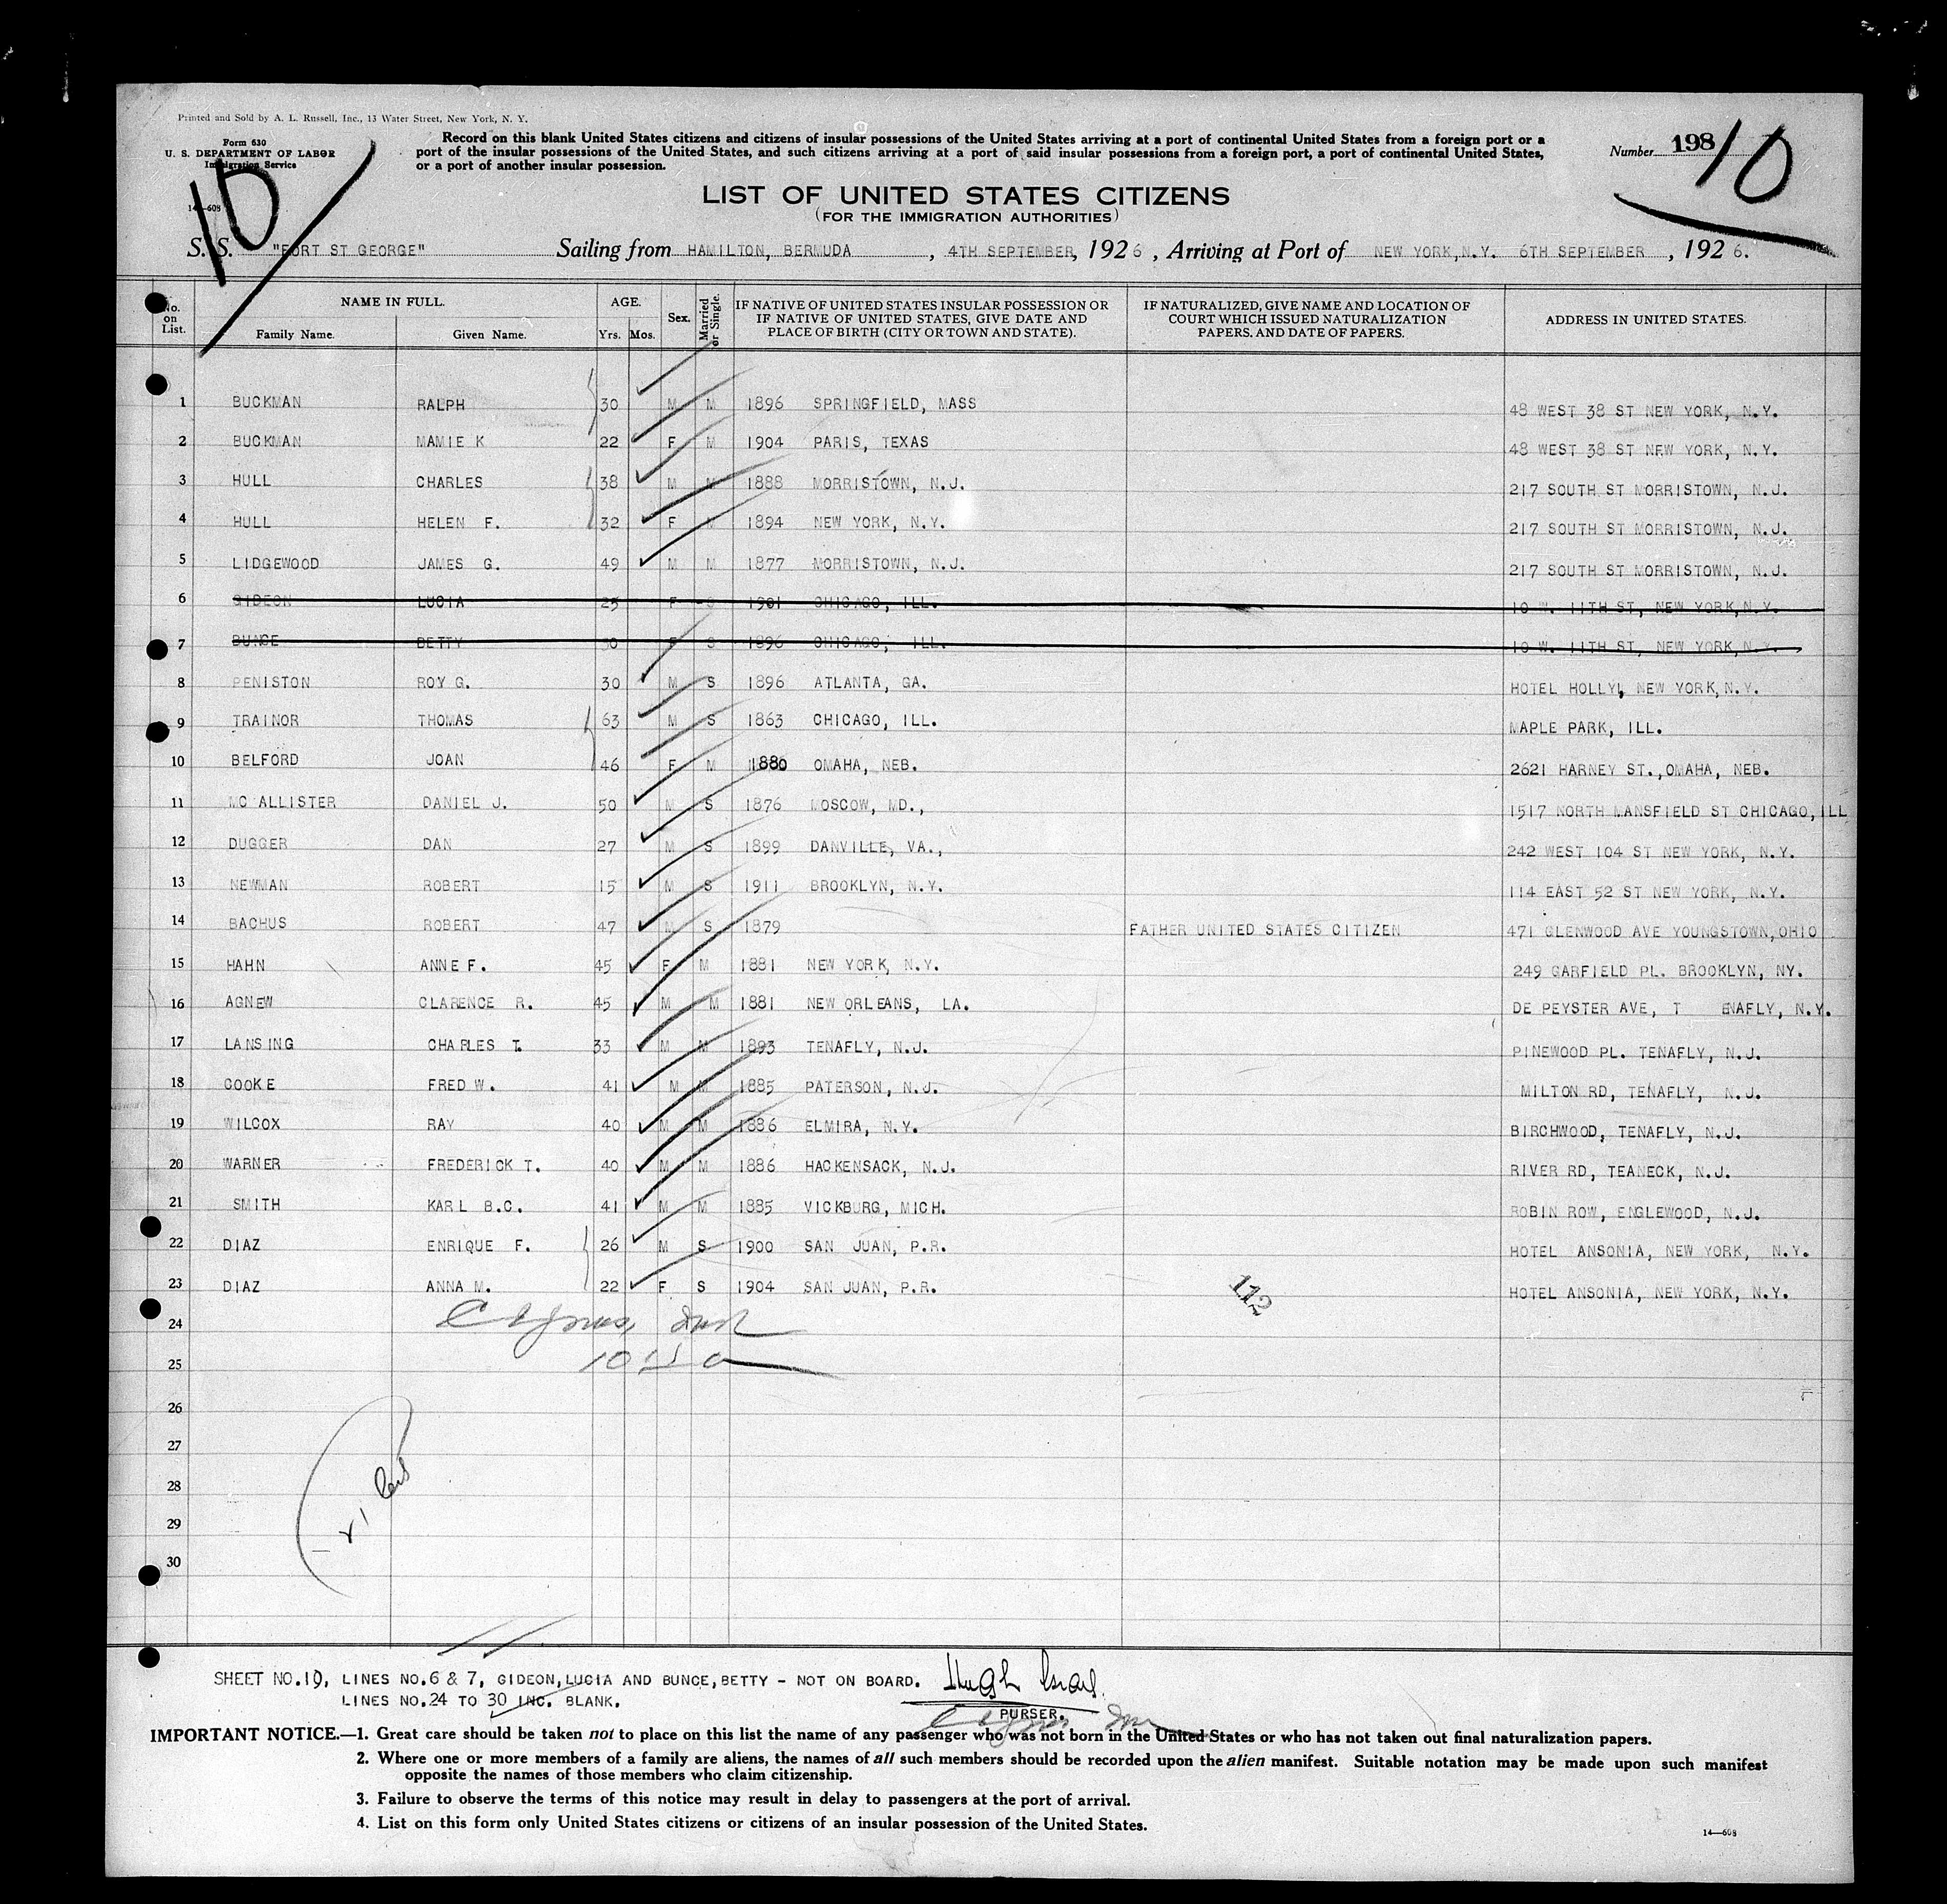 Printed and Sold by A. L. Russell, Inc., 13 Water Street, New York, N. Y.
Form 630
U. S. DEPARTMENT OF LABOR
Immigration Service
14—608
10
Record on this blank United States citizens and citizens of insular possessions of the United States arriving at a port of continental United States from a foreign port or a
port of the insular possessions of the United States, and such citizens arriving at a port of said insular possessions from a foreign port, a port of continental United States,
or a port of another insular possession.
Number 198
10
LIST OF UNITED STATES CITIZENS
(FOR THE IMMIGRATION AUTHORITIES)
S. S. "FORT ST GEORGE" Sailing from HAMILTON, BERMUDA, 4TH SEPTEMBER, 1926, Arriving at Port of NEW YORK, N.Y. 6TH SEPTEMBER, 1926.
No. on List. NAME IN FULL. Family Name. Given Name. AGE. Yrs. Mos. Sex. Married or Single. IF NATIVE OF UNITED STATES INSULAR POSSESSION OR IF NATIVE OF UNITED STATES, GIVE DATE AND PLACE OF BIRTH (CITY OR TOWN AND STATE). IF NATURALIZED, GIVE NAME AND LOCATION OF COURT WHICH ISSUED NATURALIZATION PAPERS, AND DATE OF PAPERS. ADDRESS IN UNITED STATES.
1 BUCKMAN RALPH 30 M M 1896 SPRINGFIELD, MASS 48 WEST 38 ST NEW YORK, N.Y.
2 BUCKMAN MAMIE K 22 F M 1904 PARIS, TEXAS 48 WEST 38 ST NEW YORK, N.Y.
3 HULL CHARLES 38 M M 1888 MORRISTOWN, N.J. 217 SOUTH ST MORRISTOWN, N.J.
4 HULL HELEN F. 32 F M 1894 NEW YORK, N.Y. 217 SOUTH ST MORRISTOWN, N.J.
5 LIDGEWOOD JAMES G. 49 M M 1877 MORRISTOWN, N.J. 217 SOUTH ST MORRISTOWN, N.J.
6 GIDEON LUCIA 25 F S 1901 CHICAGO, ILL. 10 W. 11TH ST, NEW YORK, N.Y.
7 BUNCE BETTY 30 F S 1896 CHICAGO, ILL. 10 W. 11TH ST, NEW YORK, N.Y.
8 PENISTON ROY G. 30 M S 1896 ATLANTA, GA. HOTEL HOLLY, NEW YORK, N.Y.
9 TRAINOR THOMAS 63 M S 1863 CHICAGO, ILL. MAPLE PARK, ILL.
10 BELFORD JOAN 46 F M 1880 OMAHA, NEB. 2621 HARNEY ST., OMAHA, NEB.
11 MC ALLISTER DANIEL J. 50 M S 1876 MOSCOW, MD., 1517 NORTH MANSFIELD ST CHICAGO, ILL
12 DUGGER DAN 27 M S 1899 DANVILLE, VA., 242 WEST 104 ST NEW YORK, N.Y.
13 NEWMAN ROBERT 15 M S 1911 BROOKLYN, N.Y. 114 EAST 52 ST NEW YORK, N.Y.
14 BACHUS ROBERT 47 M S 1879 FATHER UNITED STATES CITIZEN 471 GLENWOOD AVE YOUNGSTOWN, OHIO
15 HAHN ANNE F. 45 F M 1881 NEW YORK, N.Y. 249 GARFIELD PL. BROOKLYN, NY.
16 AGNEW CLARENCE R. 45 M M 1881 NEW ORLEANS, LA. DE PEYSTER AVE, T ENAFLY, N.Y.
17 LANSING CHARLES T. 33 M M 1893 TENAFLY, N.J. PINEWOOD PL. TENAFLY, N.J.
18 COOKE FRED W. 41 M M 1885 PATERSON, N.J. MILTON RD, TENAFLY, N.J.
19 WILCOX RAY 40 M M 1886 ELMIRA, N.Y. BIRCHWOOD, TENAFLY, N.J.
20 WARNER FREDERICK T. 40 M M 1886 HACKENSACK, N.J. RIVER RD, TEANECK, N.J.
21 SMITH KARL B.C. 41 M M 1885 VICKBURG, MICH. ROBIN ROW, ENGLEWOOD, N.J.
22 DIAZ ENRIQUE F. 26 M S 1900 SAN JUAN, P.R. HOTEL ANSONIA, NEW YORK, N.Y.
23 DIAZ ANNA M. 22 F S 1904 SAN JUAN, P.R. HOTEL ANSONIA, NEW YORK, N.Y.
112
24
25
26
27
28
29
30
SHEET NO.10, LINES NO.6 & 7, GIDEON, LUCIA AND BUNCE, BETTY - NOT ON BOARD.
LINES NO.24 TO 30 INC. BLANK.
PURSER.
IMPORTANT NOTICE.—1. Great care should be taken not to place on this list the name of any passenger who was not born in the United States or who has not taken out final naturalization papers.
2. Where one or more members of a family are aliens, the names of all such members should be recorded upon the alien manifest. Suitable notation may be made upon such manifest
opposite the names of those members who claim citizenship.
3. Failure to observe the terms of this notice may result in delay to passengers at the port of arrival.
4. List on this form only United States citizens or citizens of an insular possession of the United States.
14—608